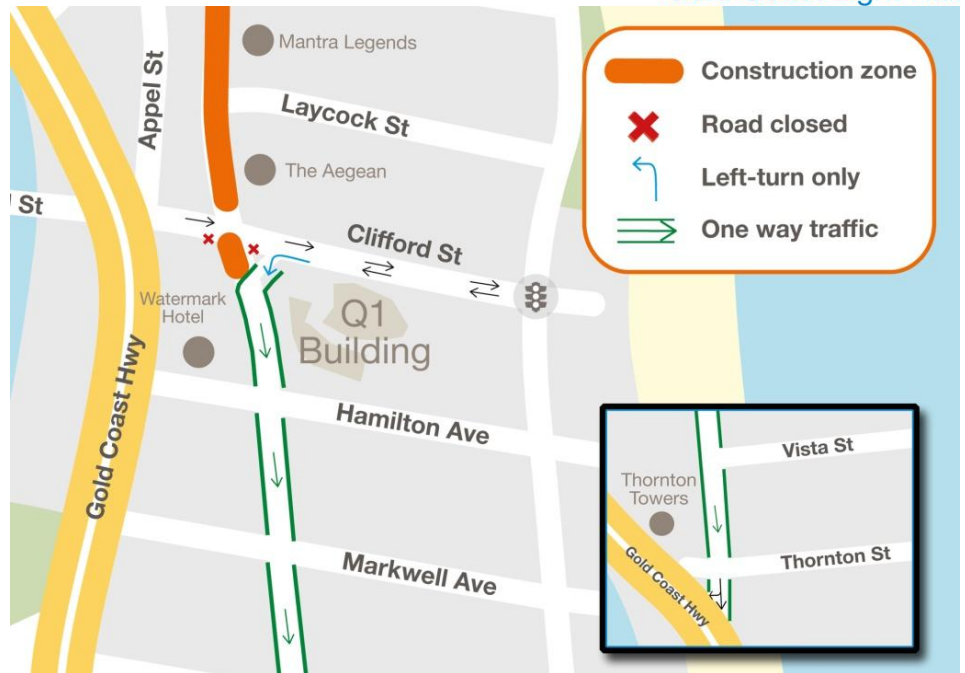 Mantra Legends
Appel St
Laycock St
The Aegean
St
Clifford St
Watermark
Hotel
Q1
Building
Gold Coast Hwy
Hamilton Ave
Markwell Ave
Construction zone
Road closed
Left-turn only
One way traffic
Vista St
Thornton
Towers
Thornton St
Gold Coast Hwy